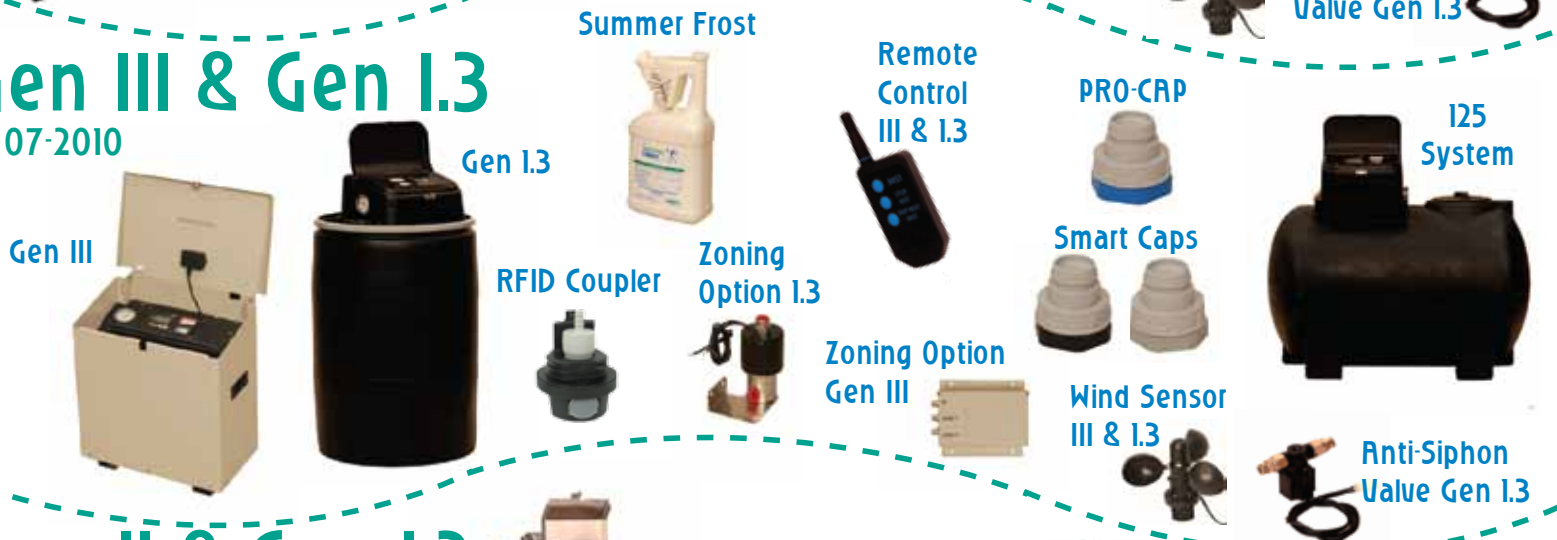 Valve Gen 1.3
Summer Frost
en III & Gen 1.3
07-2010
Remote
Control
III & 1.3
PRO-CAP
125
System
Gen 1.3
Gen III
RFID Coupler
Zoning
Option 1.3
Smart Caps
Zoning Option
Gen III
Wind Sensor
III & 1.3
Anti-Siphon
Valve Gen 1.3